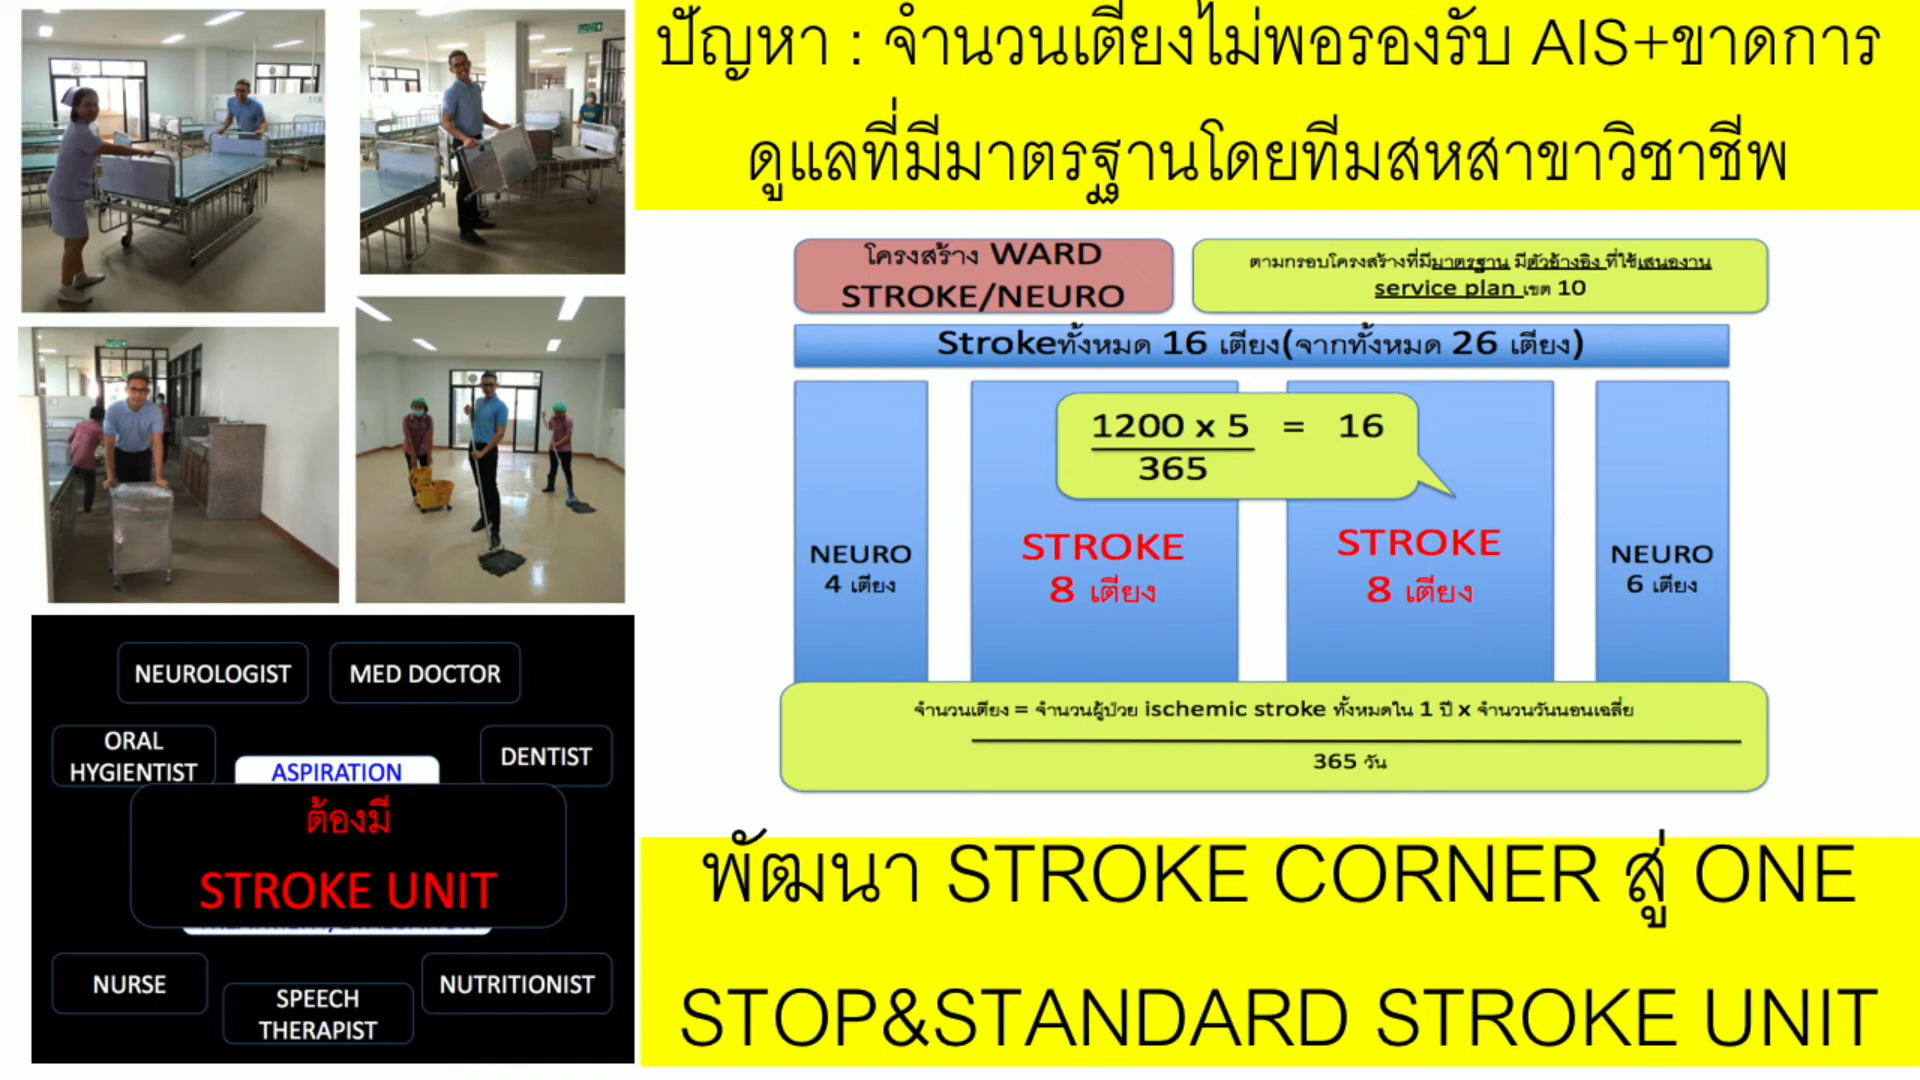 ปัญหา : จำนวนเตียงไม่พอรองรับ AIS+ขาดการ
ดูแลที่มีมาตรฐานโดยทีมสหสาขาวิชาชีพ
โครงสร้าง WARD
STROKE/NEURO
ตามกรอบโครงสร้างที่มีมาตรฐาน มีตัวอ้างอิง ที่ใช้เสนองาน
service plan เขต 10
Strokeทั้งหมด 16 เตียง(จากทั้งหมด 26 เตียง)
1200 x 5 = 16
365
NEURO
4 เตียง
STROKE
8 เตียง
STROKE
8 เตียง
NEURO
6 เตียง
จำนวนเตียง = จำนวนผู้ป่วย ischemic stroke ทั้งหมดใน 1 ปี x จำนวนวันนอนเฉลี่ย
365 วัน
NEUROLOGIST
MED DOCTOR
ORAL
HYGIENTIST
ASPIRATION
DENTIST
ต้องมี
STROKE UNIT
NURSE
SPEECH
THERAPIST
NUTRITIONIST
พัฒนา STROKE CORNER สู่ ONE
STOP&STANDARD STROKE UNIT